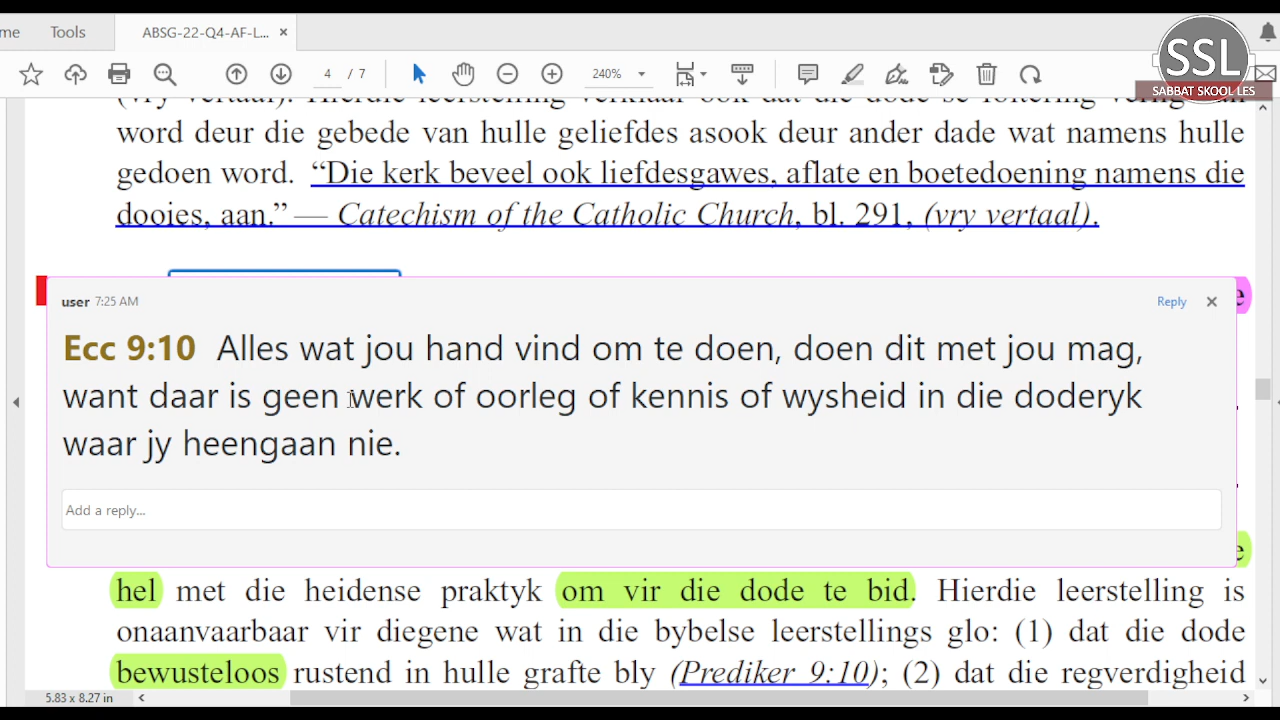 me
Tools
ABSG-22-Q4-AF-L... ×
SSL
SABBAT SKOOL LES
4 / 7
240%
word deur die gebede van hulle geliefdes asook deur ander dade wat namens hulle
gedoen word. “Die kerk beveel ook liefdesgawes, aflate en boetedoening namens die
dooies, aan.” — Catechism of the Catholic Church, bl. 291, (vry vertaal).
user 7:25 AM
Reply
e
Ecc 9:10 Alles wat jou hand vind om te doen, doen dit met jou mag,
want daar is geen werk of oorleg of kennis of wysheid in die doderyk
waar jy heengaan nie.
Add a reply...
e
hel met die heidense praktyk om vir die dode te bid. Hierdie leerstelling is
onaanvaarbaar vir diegene wat in die bybelse leerstellings glo: (1) dat die dode
bewusteloos rustend in hulle grafte bly (Prediker 9:10); (2) dat die regverdigheid
5.83 x 8.27 in